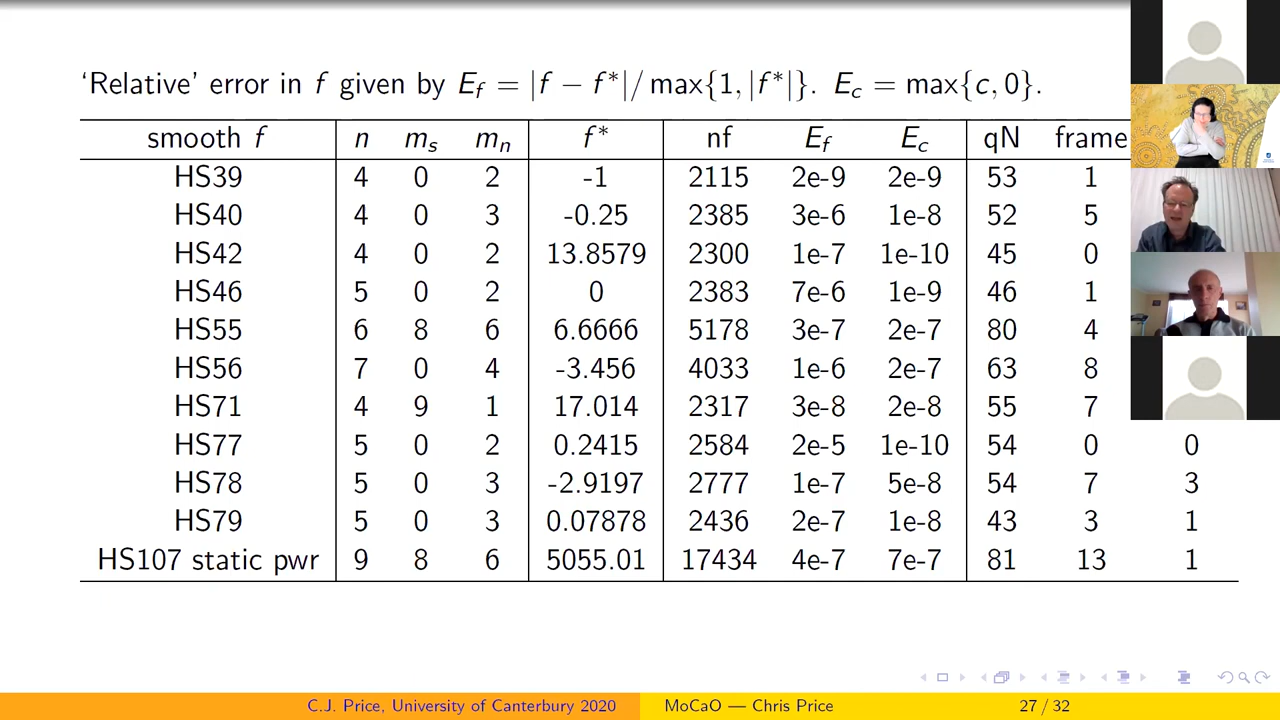 ‘Relative’ error in f given by E_f = |f − f*|/ max{1, |f*|}. E_c = max{c, 0}.
smooth f n m_s m_n f* nf E_f E_c qN frame
HS39 4 0 2 -1 2115 2e-9 2e-9 53 1
HS40 4 0 3 -0.25 2385 3e-6 1e-8 52 5
HS42 4 0 2 13.8579 2300 1e-7 1e-10 45 0
HS46 5 0 2 0 2383 7e-6 1e-9 46 1
HS55 6 8 6 6.6666 5178 3e-7 2e-7 80 4
HS56 7 0 4 -3.456 4033 1e-6 2e-7 63 8
HS71 4 9 1 17.014 2317 3e-8 2e-8 55 7
HS77 5 0 2 0.2415 2584 2e-5 1e-10 54 0 0
HS78 5 0 3 -2.9197 2777 1e-7 5e-8 54 7 3
HS79 5 0 3 0.07878 2436 2e-7 1e-8 43 3 1
HS107 static pwr 9 8 6 5055.01 17434 4e-7 7e-7 81 13 1
C.J. Price, University of Canterbury 2020 MoCaO — Chris Price 27 / 32